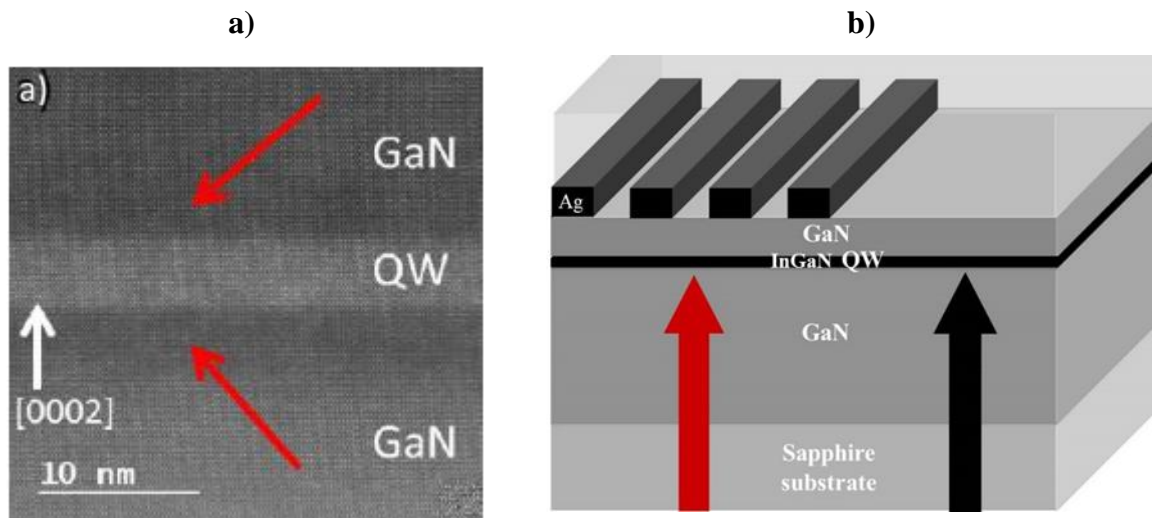 a)
b)
a)
GaN
QW
[0002]
GaN
10 nm
Ag
GaN
InGaN QW
GaN
Sapphire
substrate